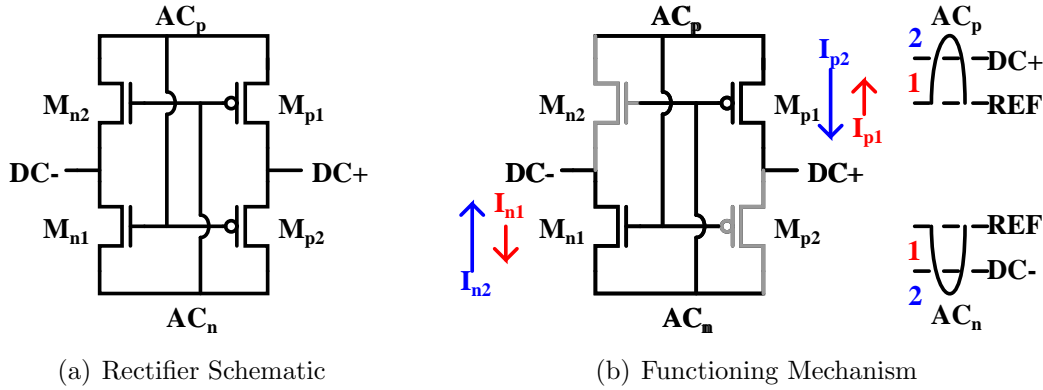 ACp
Mn2
Mp1
DC-
DC+
Mn1
Mp2
ACn
(a) Rectifier Schematic
ACp
Mn2
Mp1
DC-
DC+
Mn1
Mp2
ACn
Ip2
Ip1
In1
In2
ACp
2
DC+
1
REF
REF
1
DC-
2
ACn
(b) Functioning Mechanism